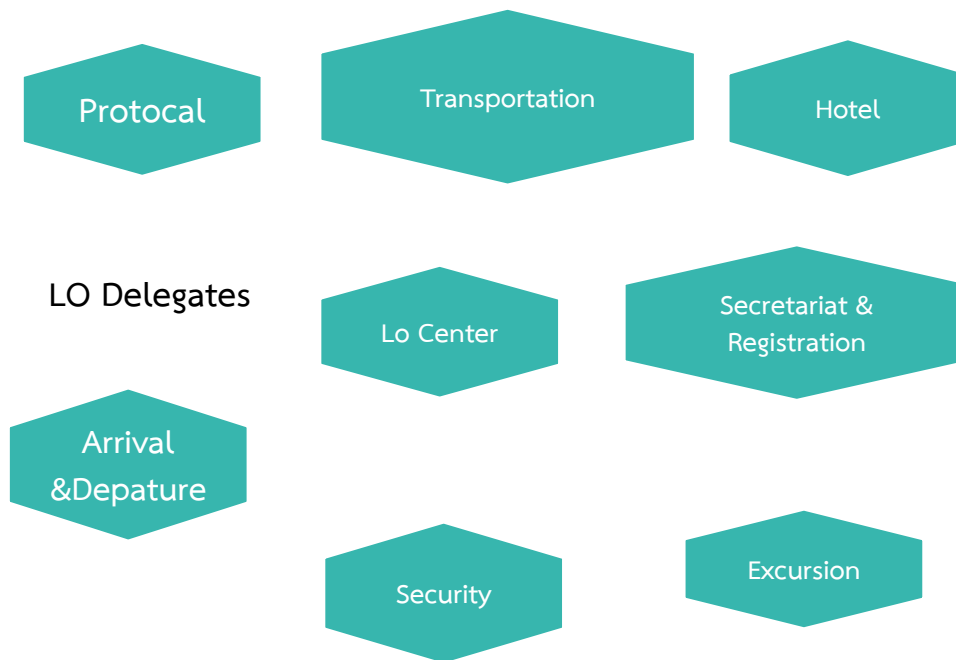 Protocal
Transportation
Hotel
LO Delegates
Lo Center
Secretariat &
Registration
Arrival
&Depature
Security
Excursion